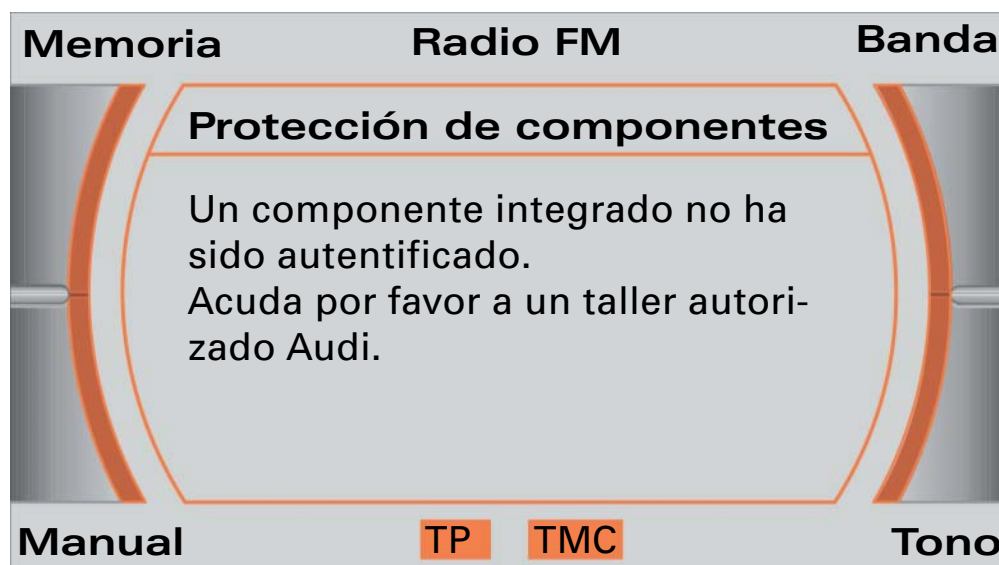 Memoria Radio FM Banda
Protección de componentes
Un componente integrado no ha
sido autentificado.
Acuda por favor a un taller autori-
zado Audi.
Manual TP TMC Tono